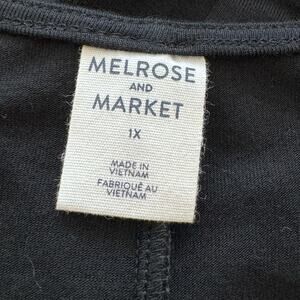 MELROSE
AND
MARKET
1X
MADE IN
VIETNAM
FABRIQUÉ AU
VIETNAM